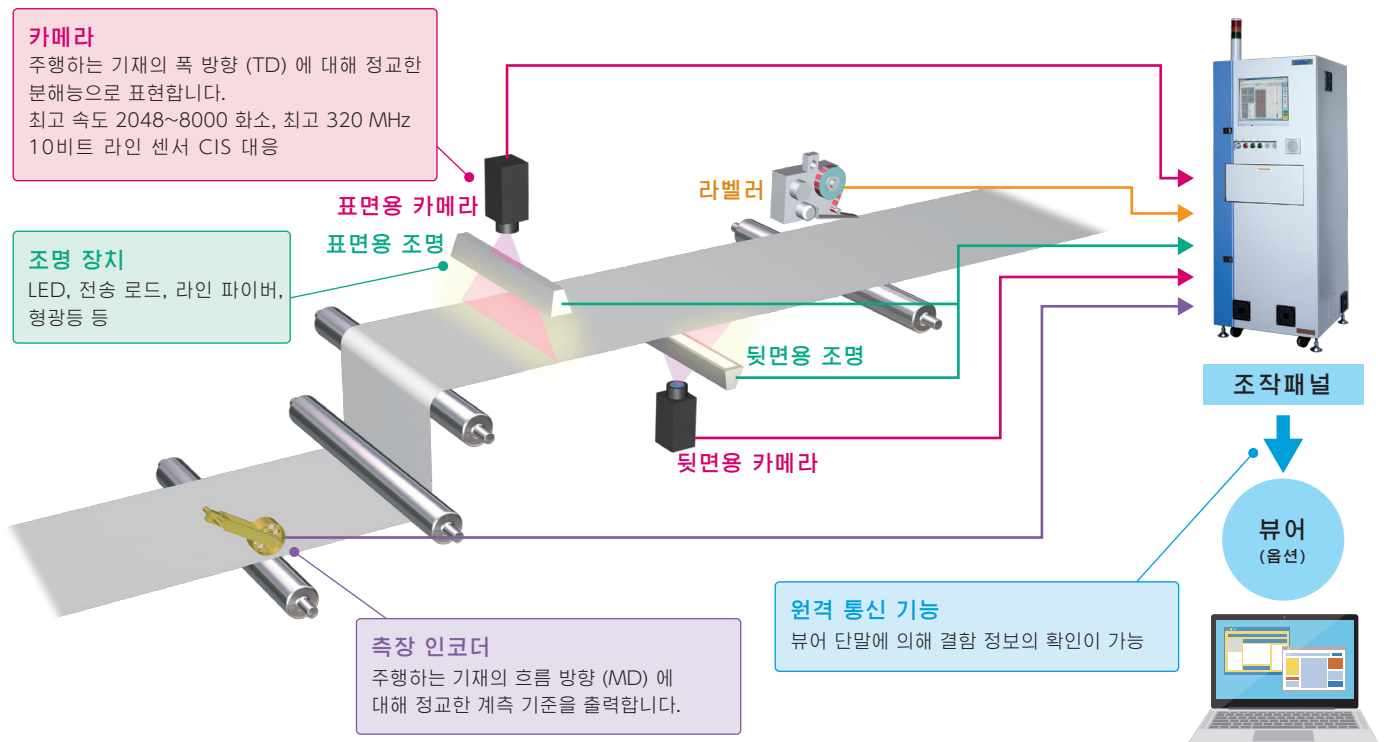 카메라
주행하는 기재의 폭 방향 (TD) 에 대해 정교한
분해능으로 표현합니다.
최고 속도 2048~8000 화소, 최고 320 MHz
10비트 라인 센서 CIS 대응
표면용 카메라
라벨러
표면용 조명
조명 장치
LED, 전송 로드, 라인 파이버,
형광등 등
뒷면용 조명
뒷면용 카메라
조작패널
뷰어
(옵션)
원격 통신 기능
뷰어 단말에 의해 결함 정보의 확인이 가능
측장 인코더
주행하는 기재의 흐름 방향 (MD) 에
대해 정교한 계측 기준을 출력합니다.